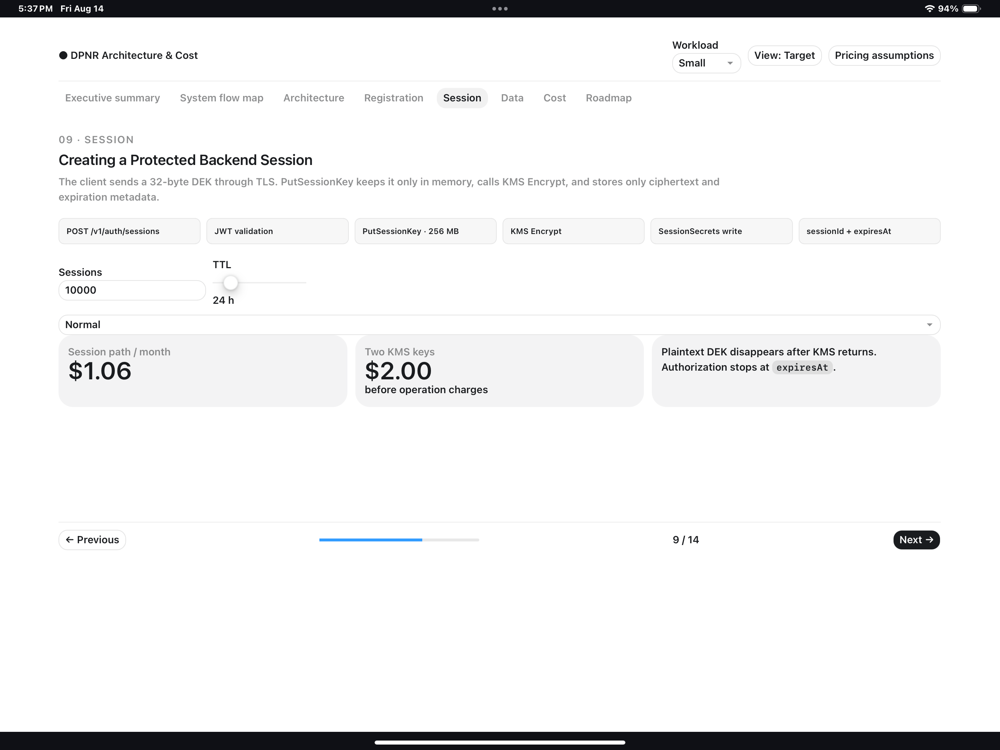 5:37 PM Fri Aug 14
94%
DPNR Architecture & Cost
Workload
Small
View: Target
Pricing assumptions
Executive summary
System flow map
Architecture
Registration
Session
Data
Cost
Roadmap
09 · SESSION
Creating a Protected Backend Session
The client sends a 32-byte DEK through TLS. PutSessionKey keeps it only in memory, calls KMS Encrypt, and stores only ciphertext and
expiration metadata.
POST /v1/auth/sessions
JWT validation
PutSessionKey · 256 MB
KMS Encrypt
SessionSecrets write
sessionId + expiresAt
Sessions
10000
TTL
24 h
Normal
Session path / month
$1.06
Two KMS keys
$2.00
before operation charges
Plaintext DEK disappears after KMS returns.
Authorization stops at expiresAt.
← Previous
9 / 14
Next →